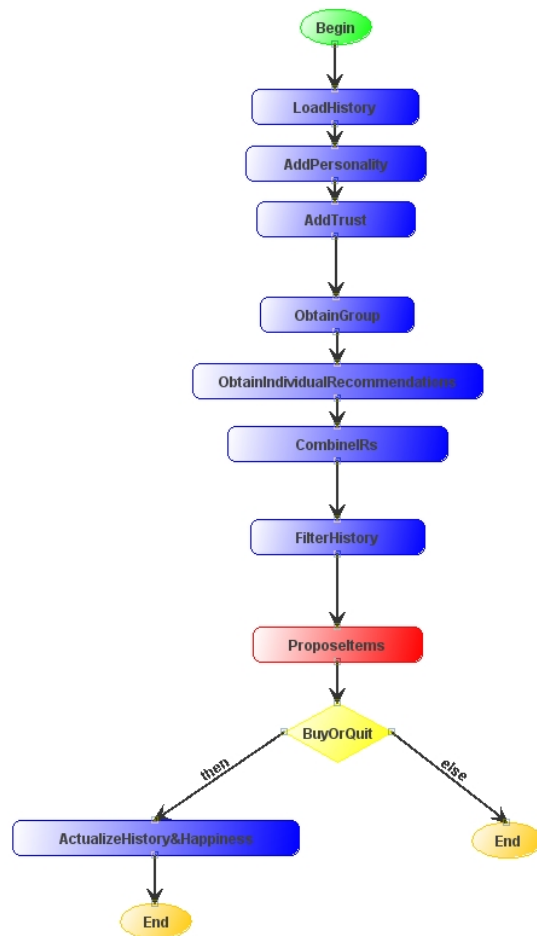 Begin
LoadHistory
AddPersonality
AddTrust
ObtainGroup
ObtainIndividualRecommendations
CombineIRs
FilterHistory
ProposeItems
BuyOrQuit
then
else
ActualizeHistory&Happiness
End
End